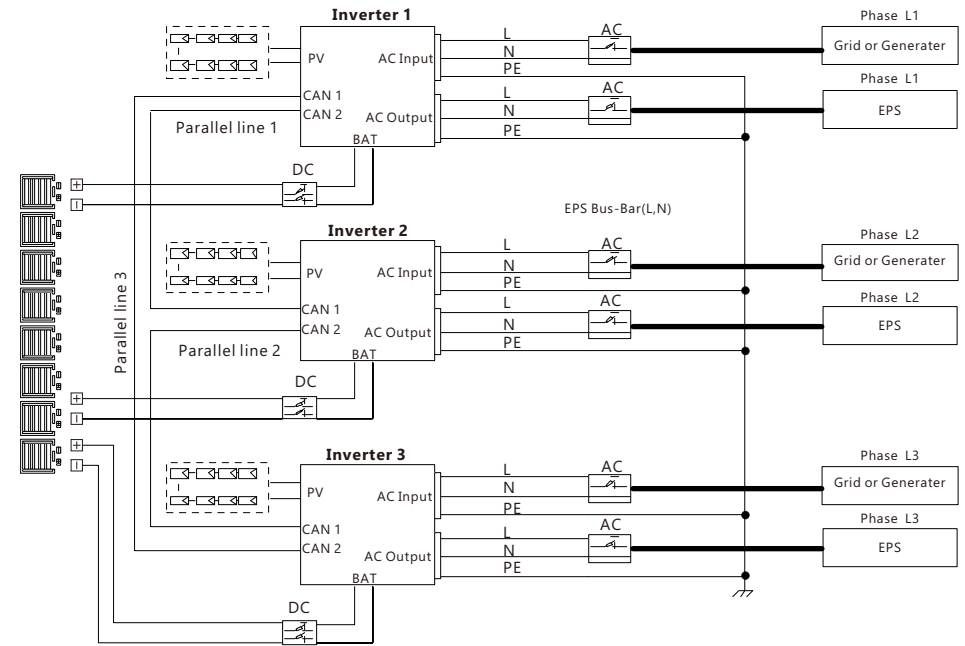 Inverter 1
PV
AC Input
CAN 1
CAN 2
AC Output
BAT
Parallel line 1
DC
L
N
PE
AC
L
N
PE
AC
Phase L1
Grid or Generater
Phase L1
EPS
+
−
EPS Bus-Bar(L,N)
Inverter 2
PV
AC Input
CAN 1
CAN 2
AC Output
BAT
Parallel line 2
Parallel line 3
DC
L
N
PE
AC
L
N
PE
AC
Phase L2
Grid or Generater
Phase L2
EPS
+
−
+
−
Inverter 3
PV
AC Input
CAN 1
CAN 2
AC Output
BAT
DC
L
N
PE
AC
L
N
PE
AC
Phase L3
Grid or Generater
Phase L3
EPS